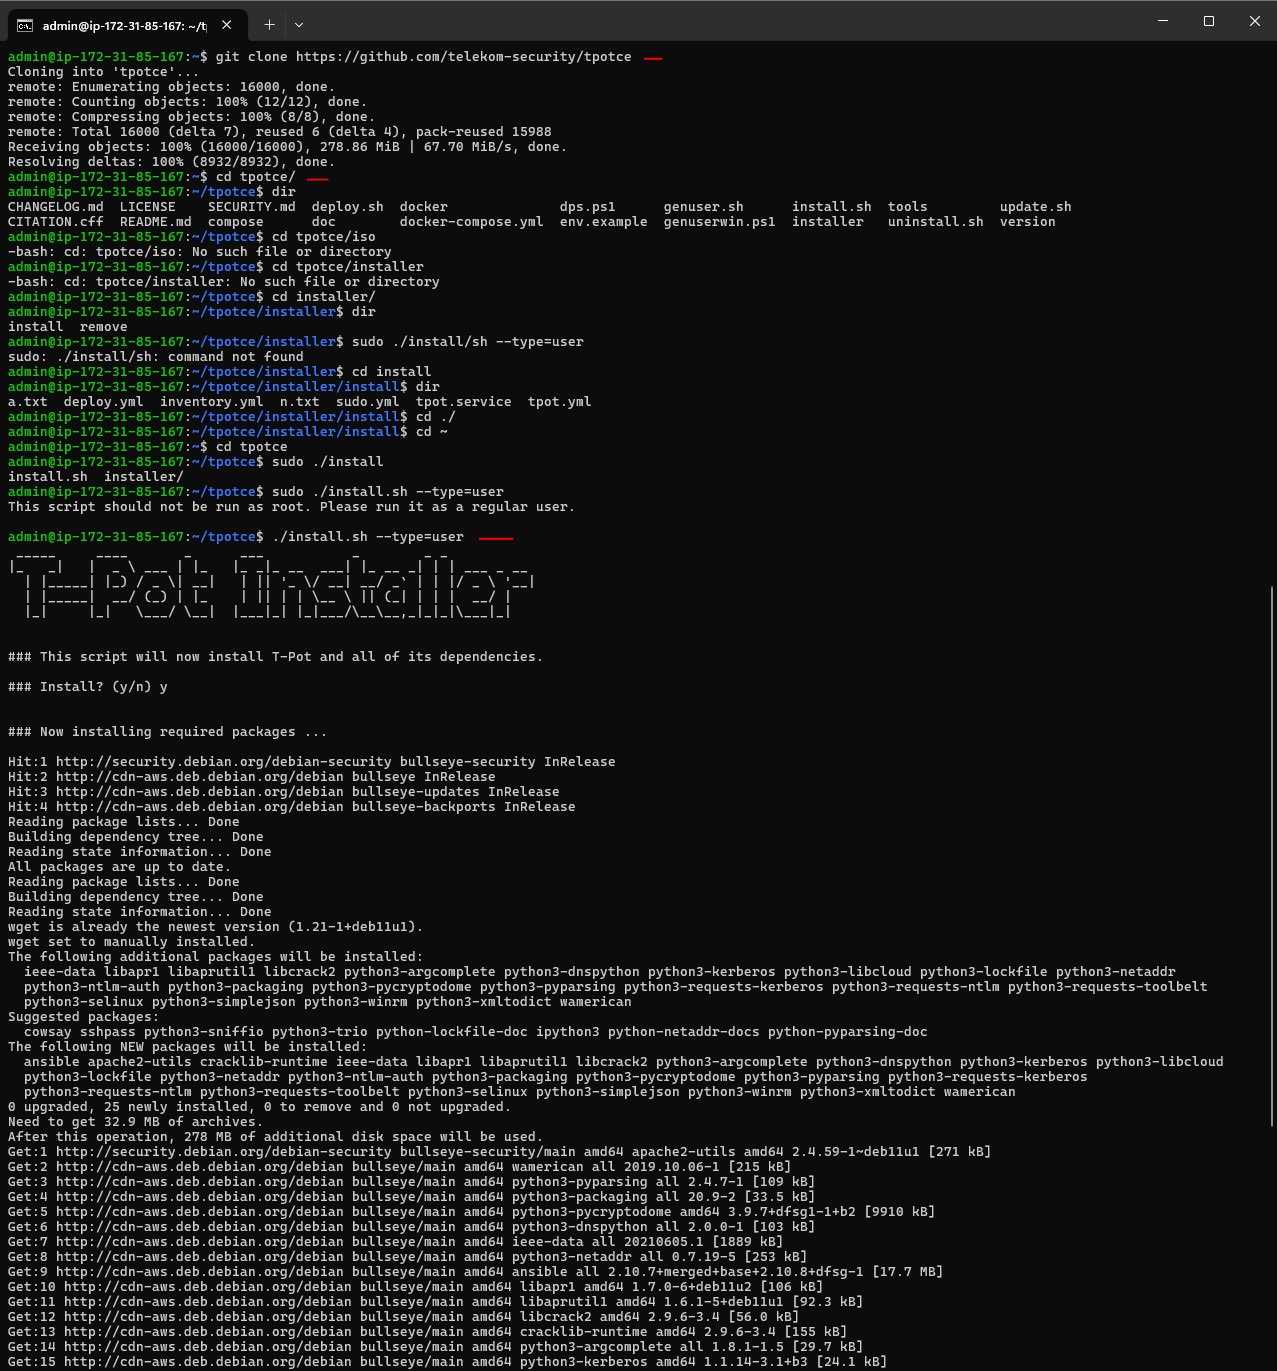 admin@ip-172-31-85-167: ~/t
admin@ip-172-31-85-167:~$ git clone https://github.com/telekom-security/tpotce
Cloning into 'tpotce'...
remote: Enumerating objects: 16000, done.
remote: Counting objects: 100% (12/12), done.
remote: Compressing objects: 100% (8/8), done.
remote: Total 16000 (delta 7), reused 6 (delta 4), pack-reused 15988
Receiving objects: 100% (16000/16000), 278.86 MiB | 67.70 MiB/s, done.
Resolving deltas: 100% (8932/8932), done.
admin@ip-172-31-85-167:~$ cd tpotce/
admin@ip-172-31-85-167:~/tpotce$ dir
CHANGELOG.md  LICENSE    SECURITY.md  deploy.sh  docker              dps.ps1      genuser.sh      install.sh  tools         update.sh
CITATION.cff  README.md  compose      doc        docker-compose.yml  env.example  genuserwin.ps1  installer   uninstall.sh  version
admin@ip-172-31-85-167:~/tpotce$ cd tpotce/iso
-bash: cd: tpotce/iso: No such file or directory
admin@ip-172-31-85-167:~/tpotce$ cd tpotce/installer
-bash: cd: tpotce/installer: No such file or directory
admin@ip-172-31-85-167:~/tpotce$ cd installer/
admin@ip-172-31-85-167:~/tpotce/installer$ dir
install  remove
admin@ip-172-31-85-167:~/tpotce/installer$ sudo ./install/sh --type=user
sudo: ./install/sh: command not found
admin@ip-172-31-85-167:~/tpotce/installer$ cd install
admin@ip-172-31-85-167:~/tpotce/installer/install$ dir
a.txt  deploy.yml  inventory.yml  n.txt  sudo.yml  tpot.service  tpot.yml
admin@ip-172-31-85-167:~/tpotce/installer/install$ cd ./
admin@ip-172-31-85-167:~/tpotce/installer/install$ cd ~
admin@ip-172-31-85-167:~$ cd tpotce
admin@ip-172-31-85-167:~/tpotce$ sudo ./install
install.sh  installer/
admin@ip-172-31-85-167:~/tpotce$ sudo ./install.sh --type=user
This script should not be run as root. Please run it as a regular user.
admin@ip-172-31-85-167:~/tpotce$ ./install.sh --type=user
T-Pot Installer
### This script will now install T-Pot and all of its dependencies.
### Install? (y/n) y
### Now installing required packages ...
Hit:1 http://security.debian.org/debian-security bullseye-security InRelease
Hit:2 http://cdn-aws.deb.debian.org/debian bullseye InRelease
Hit:3 http://cdn-aws.deb.debian.org/debian bullseye-updates InRelease
Hit:4 http://cdn-aws.deb.debian.org/debian bullseye-backports InRelease
Reading package lists... Done
Building dependency tree... Done
Reading state information... Done
All packages are up to date.
Reading package lists... Done
Building dependency tree... Done
Reading state information... Done
wget is already the newest version (1.21-1+deb11u1).
wget set to manually installed.
The following additional packages will be installed:
  ieee-data libapr1 libaprutil1 libcrack2 python3-argcomplete python3-dnspython python3-kerberos python3-libcloud python3-lockfile python3-netaddr
  python3-ntlm-auth python3-packaging python3-pycryptodome python3-pyparsing python3-requests-kerberos python3-requests-ntlm python3-requests-toolbelt
  python3-selinux python3-simplejson python3-winrm python3-xmltodict wamerican
Suggested packages:
  cowsay sshpass python3-sniffio python3-trio python-lockfile-doc ipython3 python-netaddr-docs python-pyparsing-doc
The following NEW packages will be installed:
  ansible apache2-utils cracklib-runtime ieee-data libapr1 libaprutil1 libcrack2 python3-argcomplete python3-dnspython python3-kerberos python3-libcloud
  python3-lockfile python3-netaddr python3-ntlm-auth python3-packaging python3-pycryptodome python3-pyparsing python3-requests-kerberos
  python3-requests-ntlm python3-requests-toolbelt python3-selinux python3-simplejson python3-winrm python3-xmltodict wamerican
0 upgraded, 25 newly installed, 0 to remove and 0 not upgraded.
Need to get 32.9 MB of archives.
After this operation, 278 MB of additional disk space will be used.
Get:1 http://security.debian.org/debian-security bullseye-security/main amd64 apache2-utils amd64 2.4.59-1~deb11u1 [271 kB]
Get:2 http://cdn-aws.deb.debian.org/debian bullseye/main amd64 wamerican all 2019.10.06-1 [215 kB]
Get:3 http://cdn-aws.deb.debian.org/debian bullseye/main amd64 python3-pyparsing all 2.4.7-1 [109 kB]
Get:4 http://cdn-aws.deb.debian.org/debian bullseye/main amd64 python3-packaging all 20.9-2 [33.5 kB]
Get:5 http://cdn-aws.deb.debian.org/debian bullseye/main amd64 python3-pycryptodome amd64 3.9.7+dfsg1-1+b2 [9910 kB]
Get:6 http://cdn-aws.deb.debian.org/debian bullseye/main amd64 python3-dnspython all 2.0.0-1 [103 kB]
Get:7 http://cdn-aws.deb.debian.org/debian bullseye/main amd64 ieee-data all 20210605.1 [1889 kB]
Get:8 http://cdn-aws.deb.debian.org/debian bullseye/main amd64 python3-netaddr all 0.7.19-5 [253 kB]
Get:9 http://cdn-aws.deb.debian.org/debian bullseye/main amd64 ansible all 2.10.7+merged+base+2.10.8+dfsg-1 [17.7 MB]
Get:10 http://cdn-aws.deb.debian.org/debian bullseye/main amd64 libapr1 amd64 1.7.0-6+deb11u2 [106 kB]
Get:11 http://cdn-aws.deb.debian.org/debian bullseye/main amd64 libaprutil1 amd64 1.6.1-5+deb11u1 [92.3 kB]
Get:12 http://cdn-aws.deb.debian.org/debian bullseye/main amd64 libcrack2 amd64 2.9.6-3.4 [56.0 kB]
Get:13 http://cdn-aws.deb.debian.org/debian bullseye/main amd64 cracklib-runtime amd64 2.9.6-3.4 [155 kB]
Get:14 http://cdn-aws.deb.debian.org/debian bullseye/main amd64 python3-argcomplete all 1.8.1-1.5 [29.7 kB]
Get:15 http://cdn-aws.deb.debian.org/debian bullseye/main amd64 python3-kerberos amd64 1.1.14-3.1+b3 [24.1 kB]